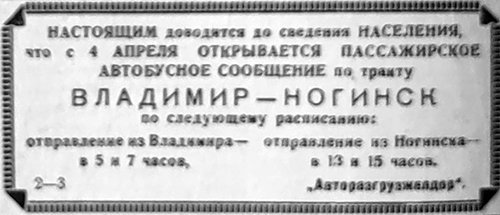 НАСТОЯЩИМ доводится до сведения НАСЕЛЕНИЯ,
что с 4 АПРЕЛЯ ОТКРЫВАЕТСЯ ПАССАЖИРСКОЕ
АВТОБУСНОЕ СООБЩЕНИЕ по тракту
ВЛАДИМИР—НОГИНСК
по следующему расписанию:
отправление из Владимира— отправление из Ногинска—
в 5 и 7 часов, в 13 и 15 часов.
2—3 „Авторазгрузжелдор“.